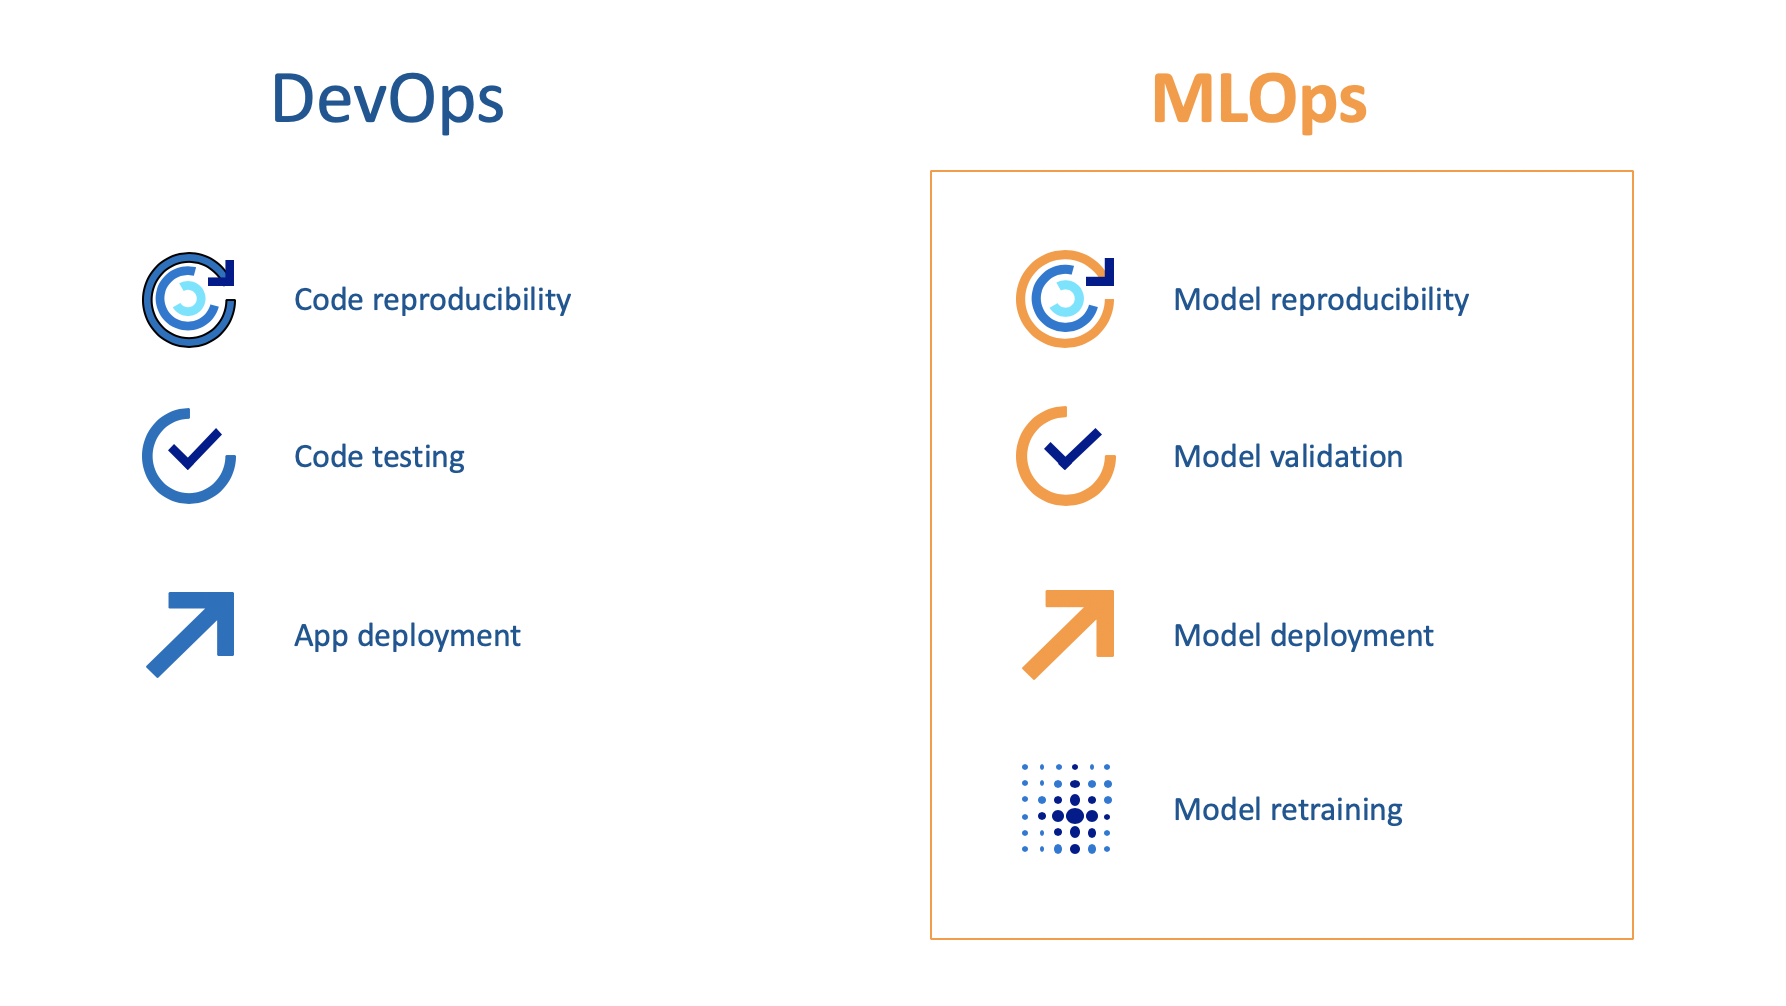 DevOps
Code reproducibility
Code testing
App deployment
MLOps
Model reproducibility
Model validation
Model deployment
Model retraining